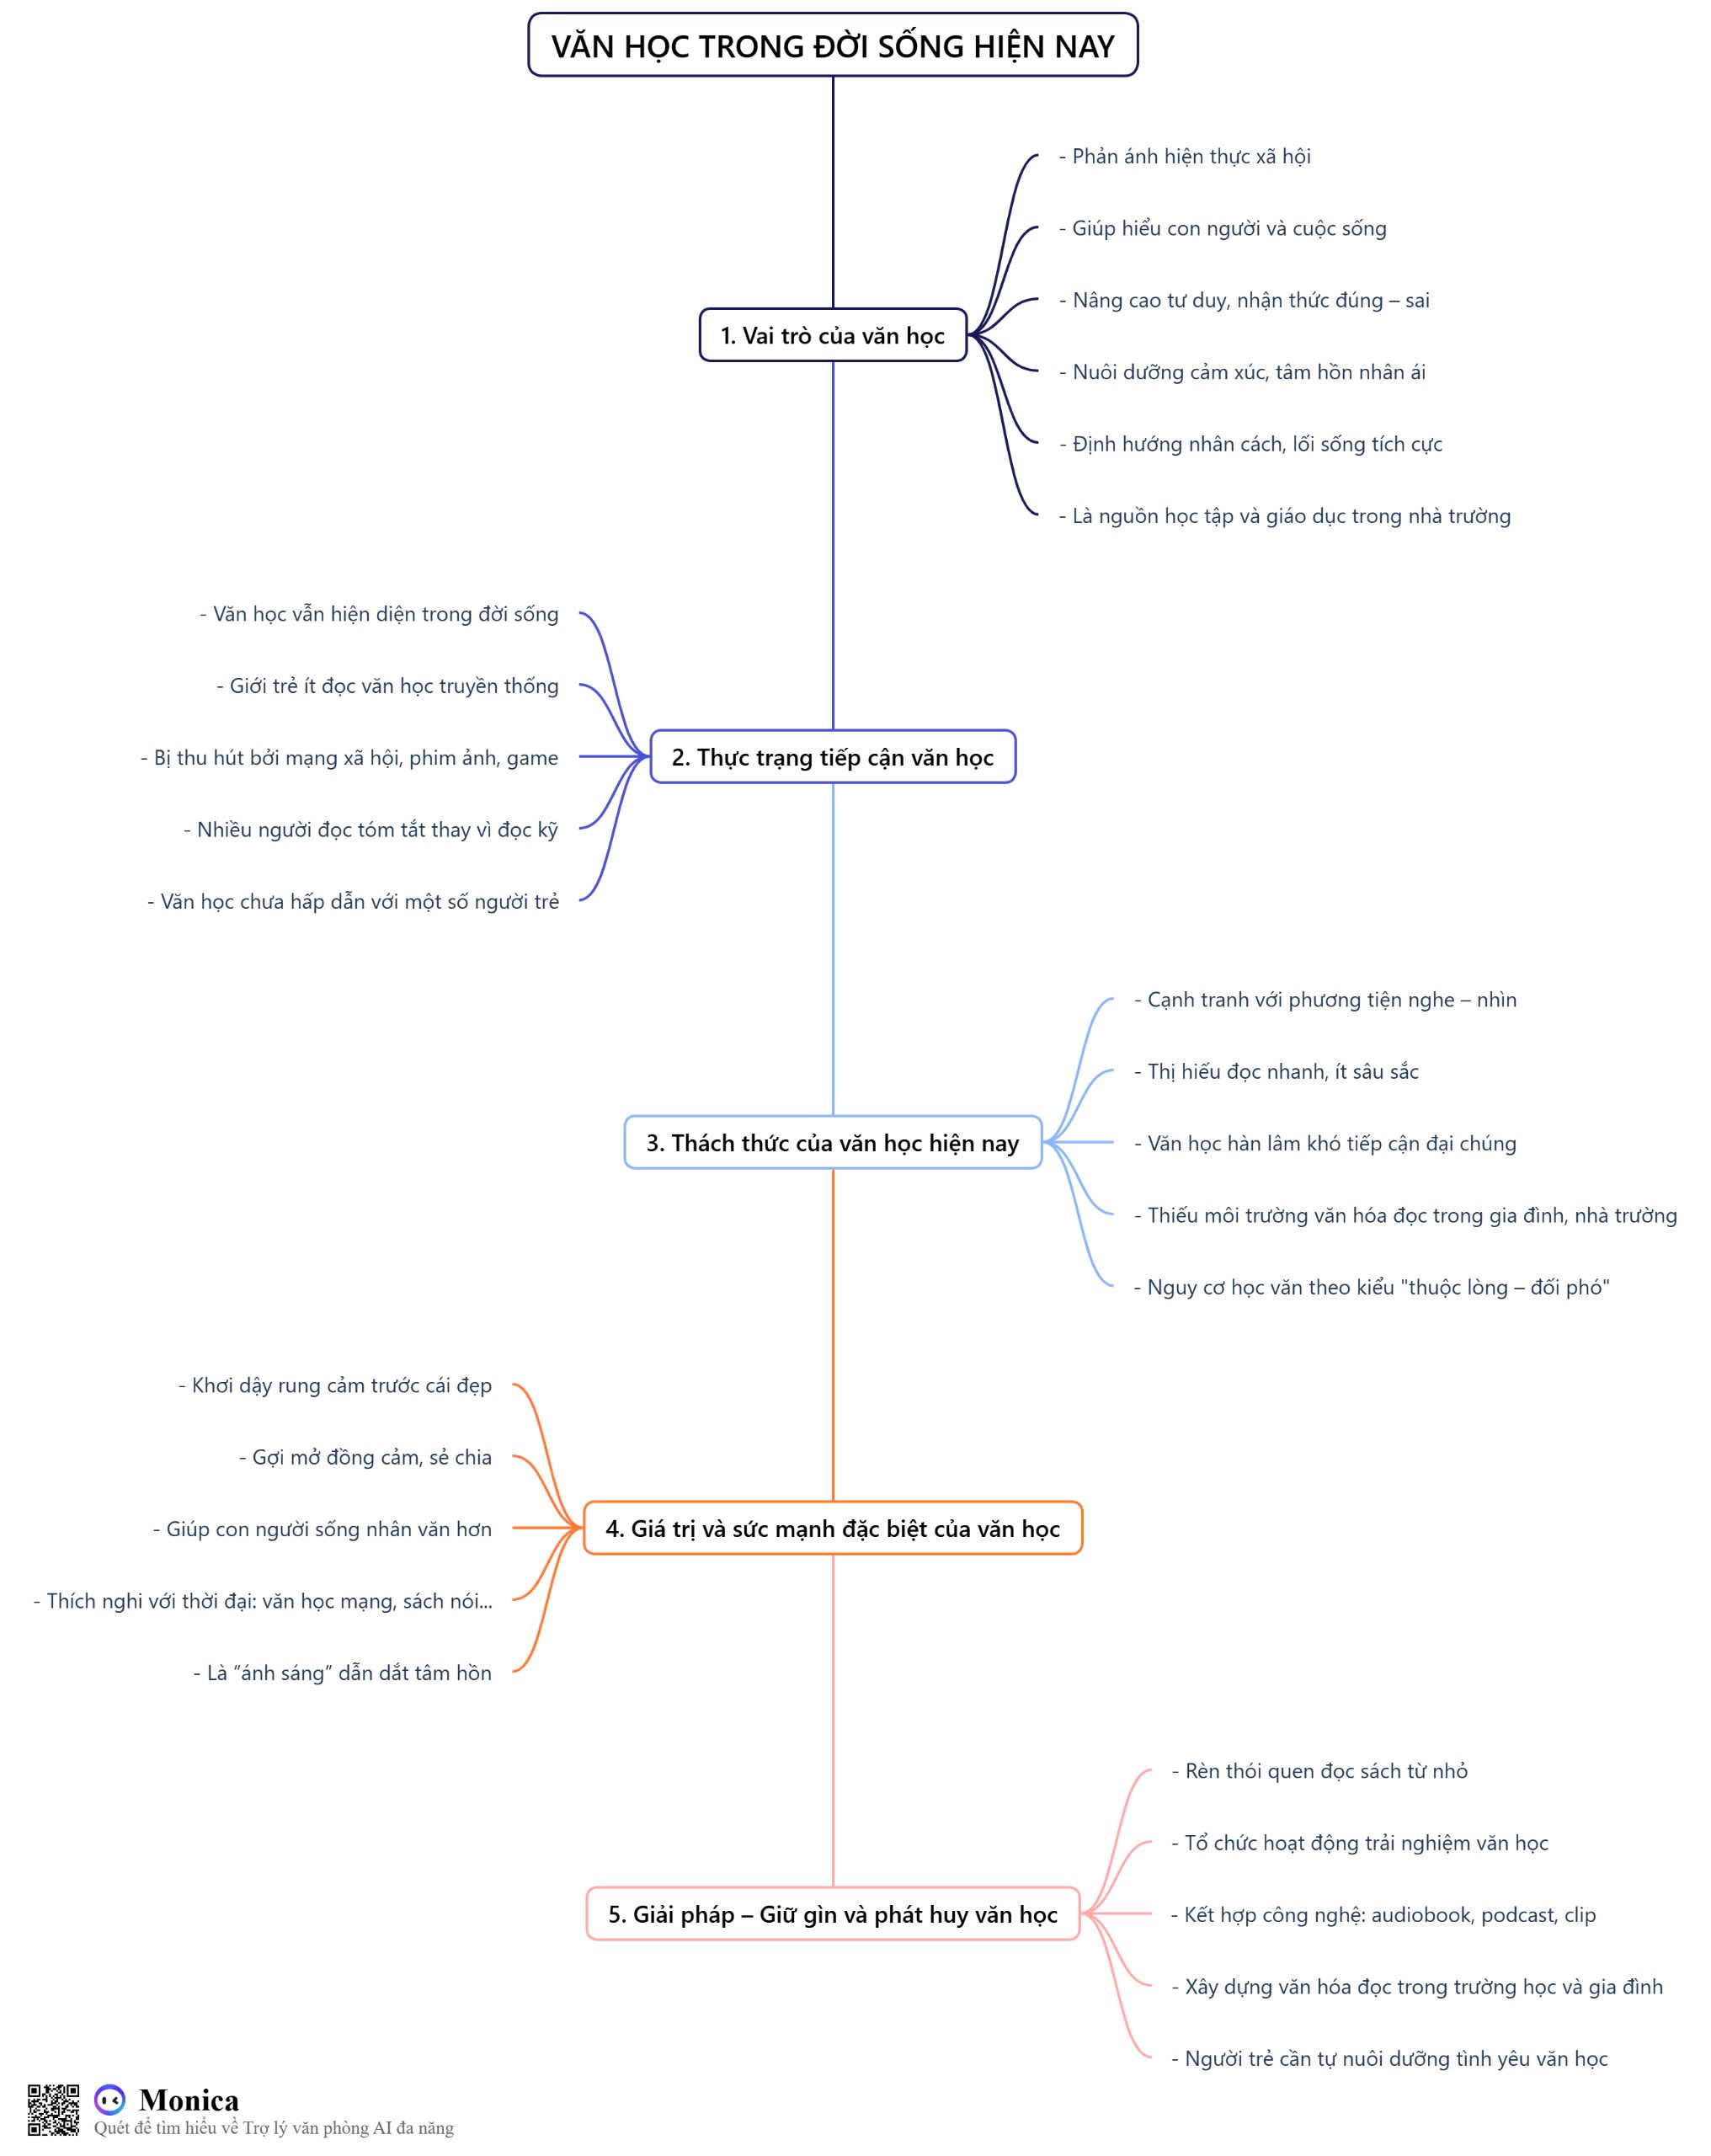 VĂN HỌC TRONG ĐỜI SỐNG HIỆN NAY
1. Vai trò của văn học
- Phản ánh hiện thực xã hội
- Giúp hiểu con người và cuộc sống
- Nâng cao tư duy, nhận thức đúng – sai
- Nuôi dưỡng cảm xúc, tâm hồn nhân ái
- Định hướng nhân cách, lối sống tích cực
- Là nguồn học tập và giáo dục trong nhà trường
2. Thực trạng tiếp cận văn học
- Văn học vẫn hiện diện trong đời sống
- Giới trẻ ít đọc văn học truyền thống
- Bị thu hút bởi mạng xã hội, phim ảnh, game
- Nhiều người đọc tóm tắt thay vì đọc kỹ
- Văn học chưa hấp dẫn với một số người trẻ
3. Thách thức của văn học hiện nay
- Cạnh tranh với phương tiện nghe – nhìn
- Thị hiếu đọc nhanh, ít sâu sắc
- Văn học hàn lâm khó tiếp cận đại chúng
- Thiếu môi trường văn hóa đọc trong gia đình, nhà trường
- Nguy cơ học văn theo kiểu "thuộc lòng – đối phó"
4. Giá trị và sức mạnh đặc biệt của văn học
- Khơi dậy rung cảm trước cái đẹp
- Gợi mở đồng cảm, sẻ chia
- Giúp con người sống nhân văn hơn
- Thích nghi với thời đại: văn học mạng, sách nói...
- Là “ánh sáng” dẫn dắt tâm hồn
5. Giải pháp – Giữ gìn và phát huy văn học
- Rèn thói quen đọc sách từ nhỏ
- Tổ chức hoạt động trải nghiệm văn học
- Kết hợp công nghệ: audiobook, podcast, clip
- Xây dựng văn hóa đọc trong trường học và gia đình
- Người trẻ cần tự nuôi dưỡng tình yêu văn học
Monica
Quét để tìm hiểu về Trợ lý văn phòng AI đa năng